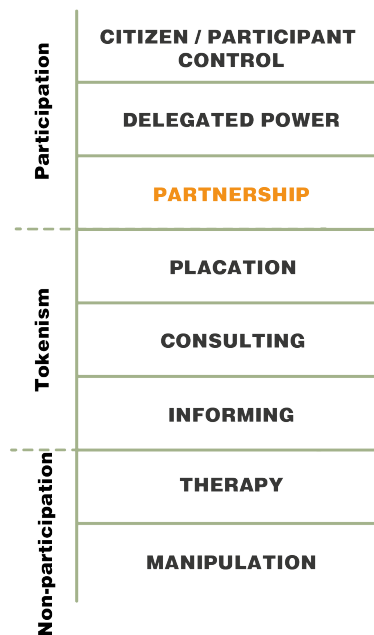 Participation
CITIZEN / PARTICIPANT
CONTROL
DELEGATED POWER
PARTNERSHIP
Tokenism
PLACATION
CONSULTING
INFORMING
Non-participation
THERAPY
MANIPULATION